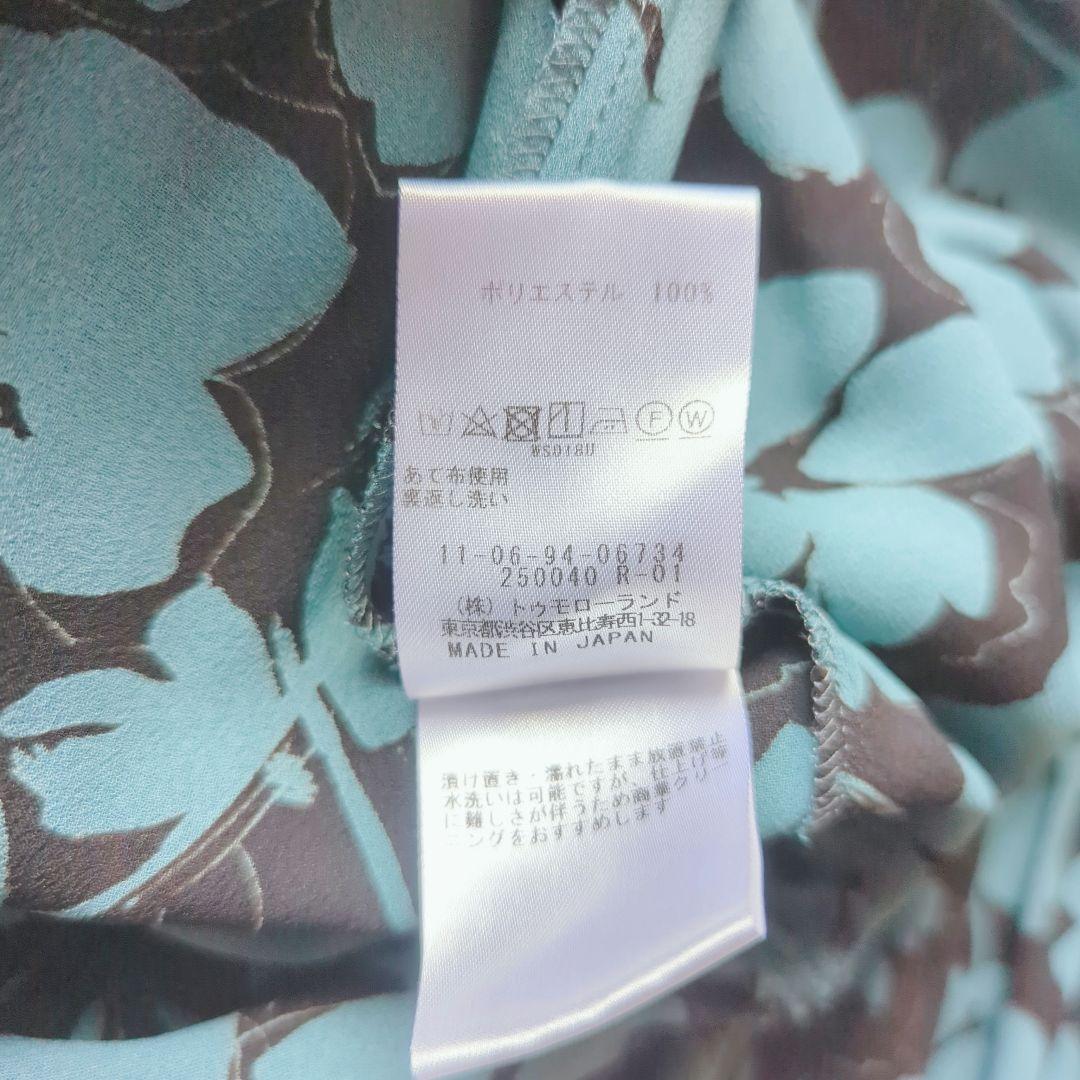 ポリエステル 100%
F W
WS018U
あて布使用
裏返し洗い
11-06-94-06734
250040 R-01
(株) トゥモローランド
東京都渋谷区恵比寿西1-32-18
MADE IN JAPAN
漬け置き・濡れたまま放置禁止
水洗いは可能ですが、仕上げ等
に難しさが伴うため商業クリー
ニングをおすすめします